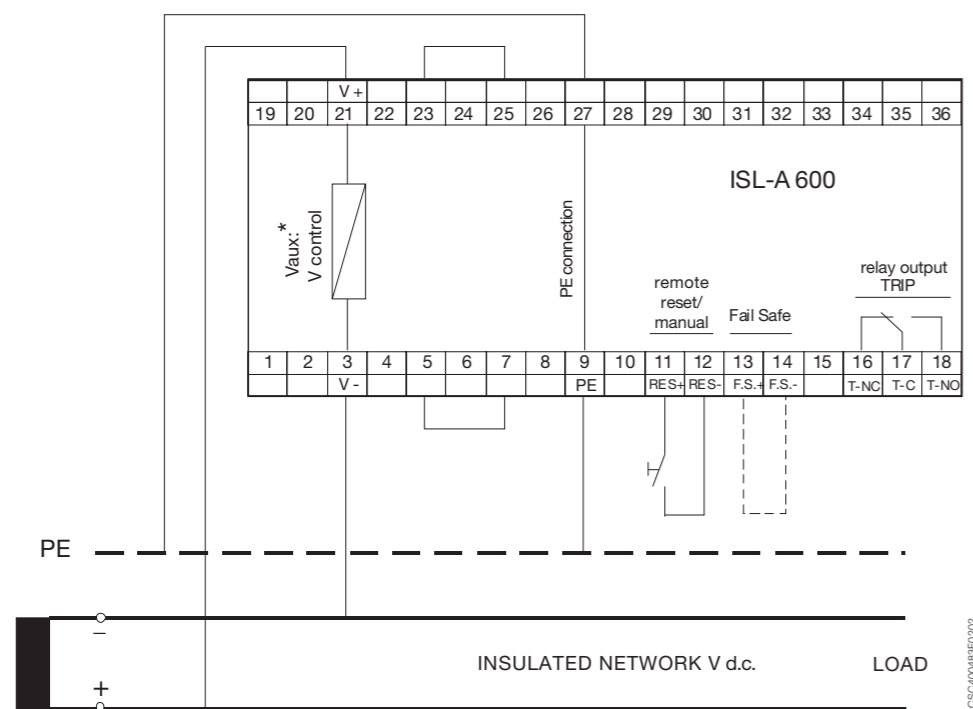 V +
19 20 21 22 23 24 25 26 27 28 29 30 31 32 33 34 35 36
ISL-A 600
Vaux:*
V control
PE connection
remote
reset/
manual
Fail Safe
relay output
TRIP
1 2 3 4 5 6 7 8 9 10 11 12 13 14 15 16 17 18
V - PE RES+ RES- F.S.+ F.S.- T-NC T-C T-NO
PE
–
INSULATED NETWORK V d.c. LOAD
+